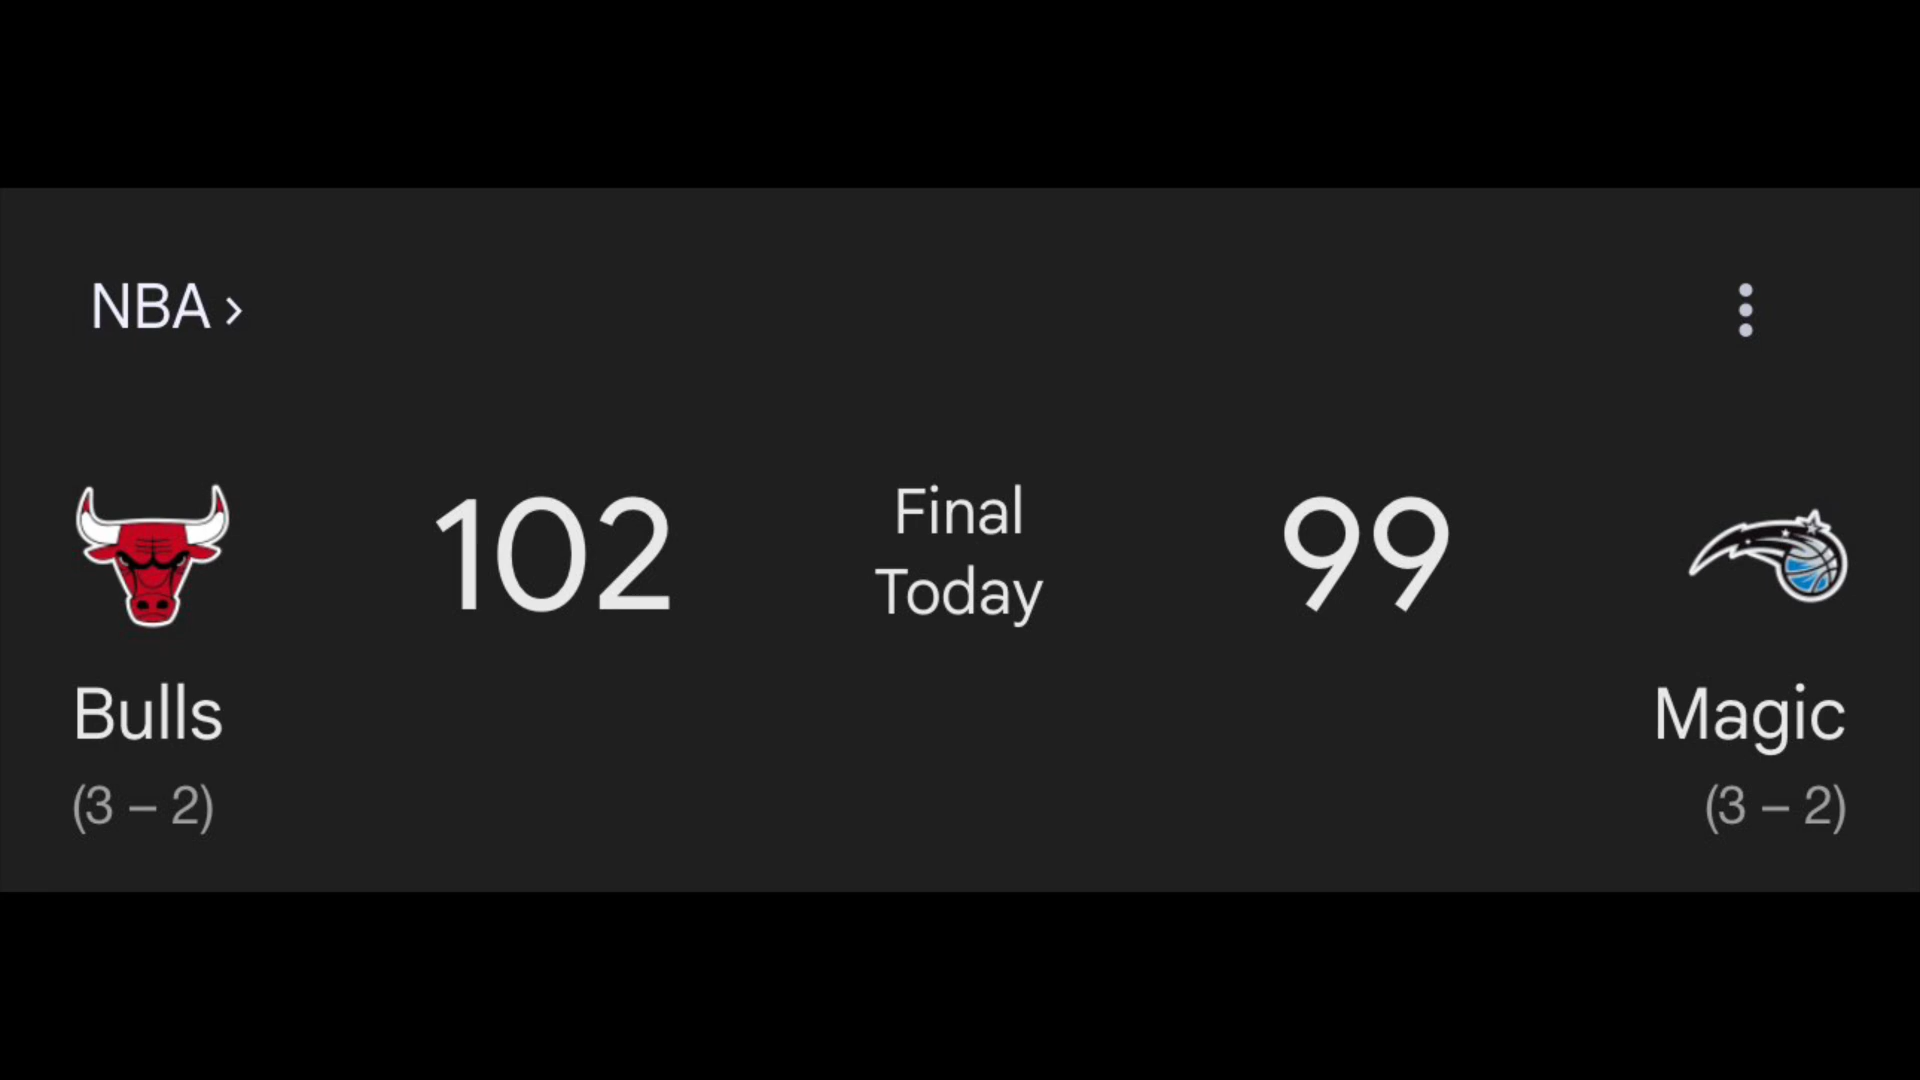 NBA >
102 Final 99
Today
Bulls Magic
(3 – 2) (3 – 2)